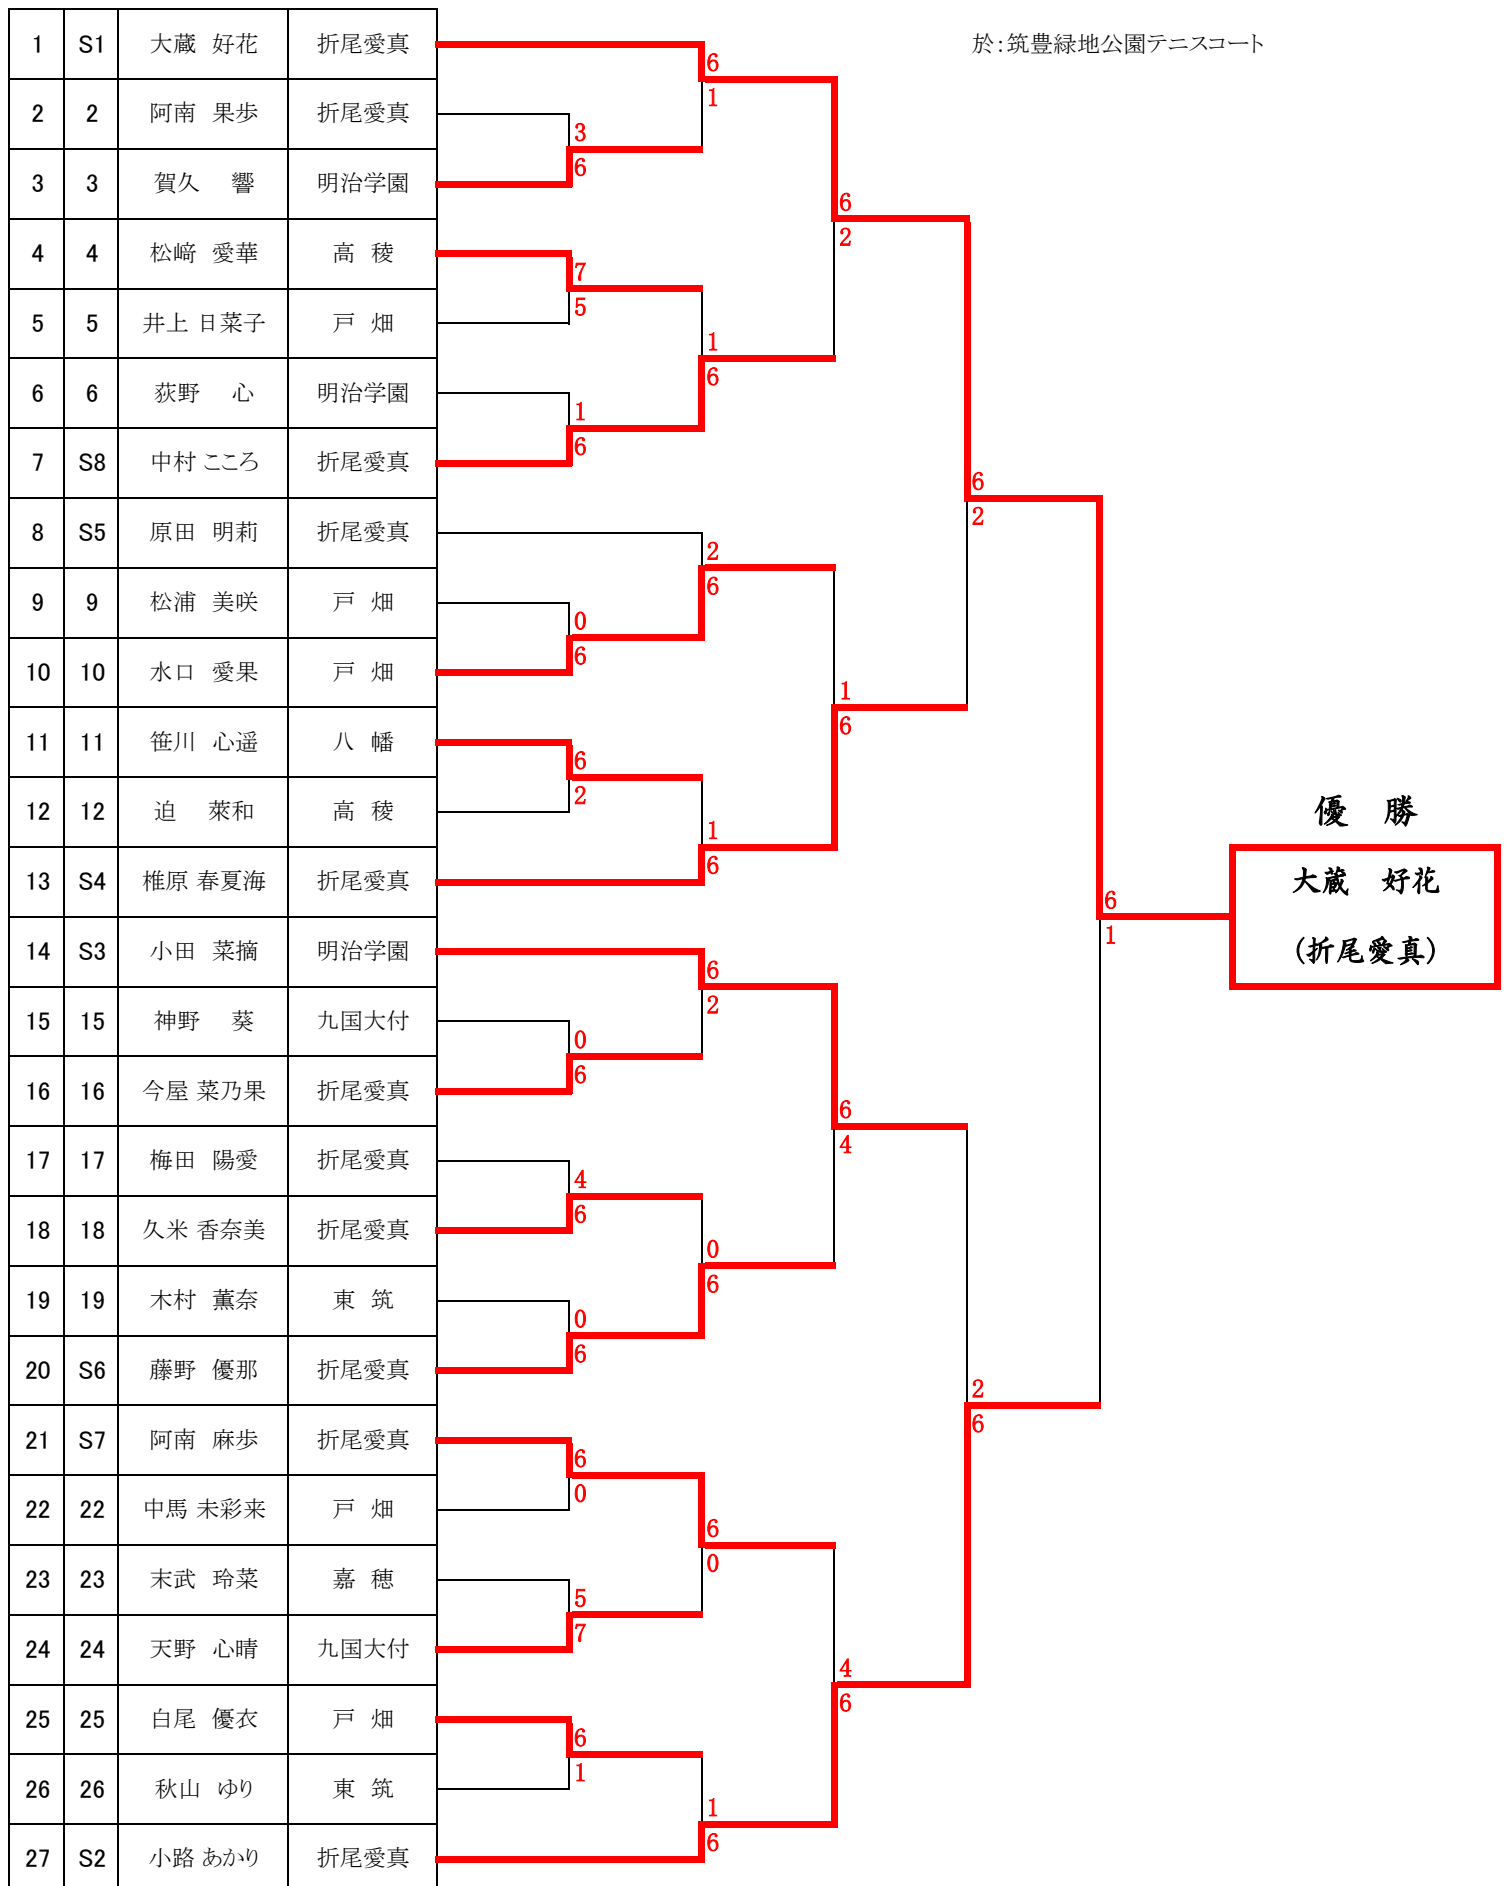 於:筑豊緑地公園テニスコート
1 S1 大蔵 好花 折尾愛真
2 2 阿南 果歩 折尾愛真
3 3 賀久 響 明治学園
4 4 松﨑 愛華 高 稜
5 5 井上 日菜子 戸 畑
6 6 荻野 心 明治学園
7 S8 中村 こころ 折尾愛真
8 S5 原田 明莉 折尾愛真
9 9 松浦 美咲 戸 畑
10 10 水口 愛果 戸 畑
11 11 笹川 心遥 八 幡
12 12 迫 萊和 高 稜
13 S4 椎原 春夏海 折尾愛真
14 S3 小田 菜摘 明治学園
15 15 神野 葵 九国大付
16 16 今屋 菜乃果 折尾愛真
17 17 梅田 陽愛 折尾愛真
18 18 久米 香奈美 折尾愛真
19 19 木村 薫奈 東 筑
20 S6 藤野 優那 折尾愛真
21 S7 阿南 麻歩 折尾愛真
22 22 中馬 未彩来 戸 畑
23 23 末武 玲菜 嘉 穂
24 24 天野 心晴 九国大付
25 25 白尾 優衣 戸 畑
26 26 秋山 ゆり 東 筑
27 S2 小路 あかり 折尾愛真
3
6
7
5
1
6
0
6
6
2
0
6
4
6
0
6
6
0
5
7
6
1
6
1
1
6
2
6
1
6
6
2
0
6
6
0
1
6
6
2
1
6
6
4
4
6
6
2
2
6
6
1
優 勝
大蔵 好花
(折尾愛真)